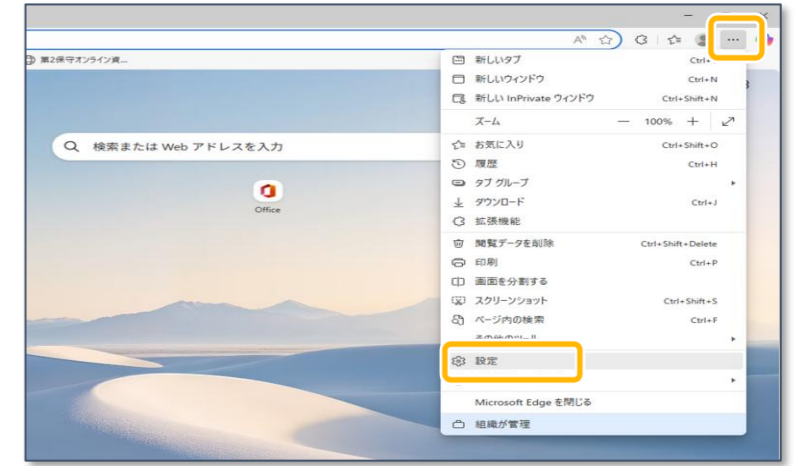 第2保守オンライン資...
検索または Web アドレスを入力
Office
新しいタブ Ctrl+
新しいウィンドウ Ctrl+N
新しい InPrivate ウィンドウ Ctrl+Shift+N
ズーム 100%
お気に入り Ctrl+Shift+O
履歴 Ctrl+H
タブ グループ
ダウンロード Ctrl+J
拡張機能
閲覧データを削除 Ctrl+Shift+Delete
印刷 Ctrl+P
画面を分割する
スクリーンショット Ctrl+Shift+S
ページ内の検索 Ctrl+F
その他のツール
設定
Microsoft Edge を閉じる
組織が管理